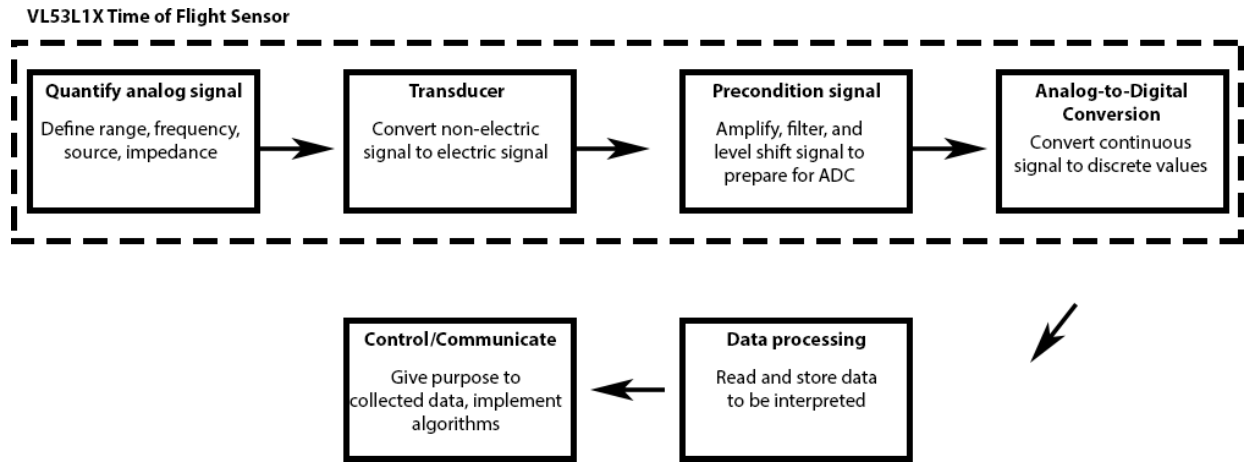 VL53L1X Time of Flight Sensor
Quantify analog signal
Define range, frequency,
source, impedance
Transducer
Convert non-electric
signal to electric signal
Precondition signal
Amplify, filter, and
level shift signal to
prepare for ADC
Analog-to-Digital
Conversion
Convert continuous
signal to discrete values
Control/Communicate
Give purpose to
collected data, implement
algorithms
Data processing
Read and store data
to be interpreted